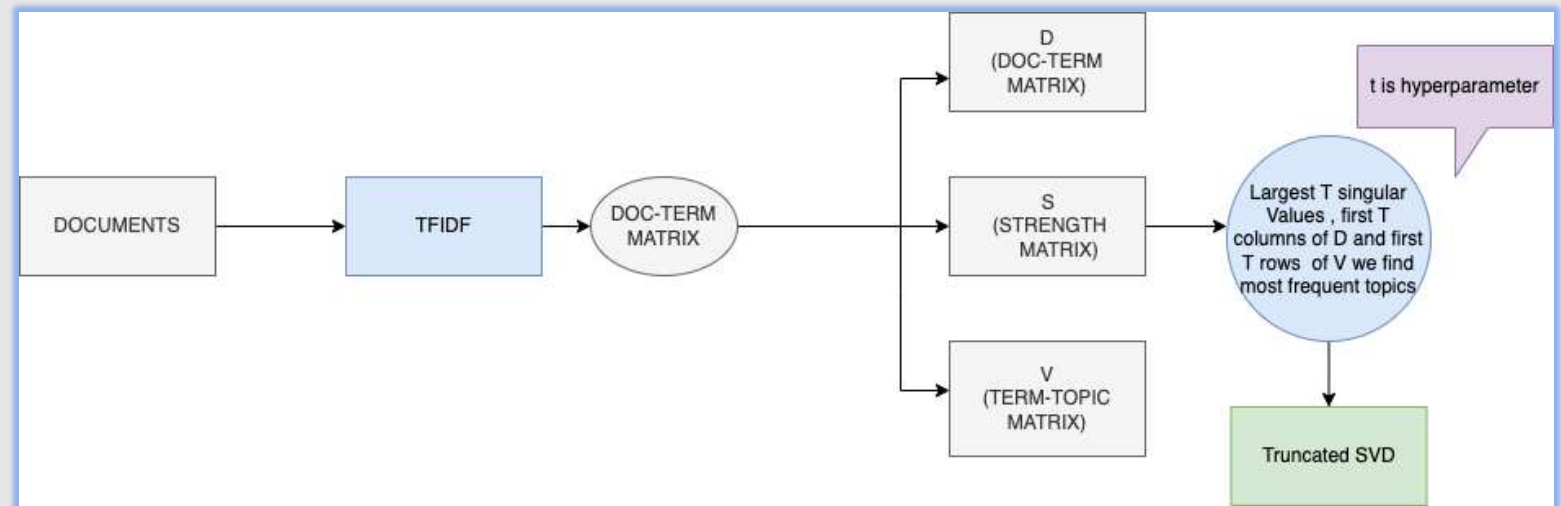 DOCUMENTS
TFIDF
DOC-TERM
MATRIX
D
(DOC-TERM
MATRIX)
S
(STRENGTH
MATRIX)
V
(TERM-TOPIC
MATRIX)
t is hyperparameter
Largest T singular
Values , first T
columns of D and first
T rows of V we find
most frequent topics
Truncated SVD